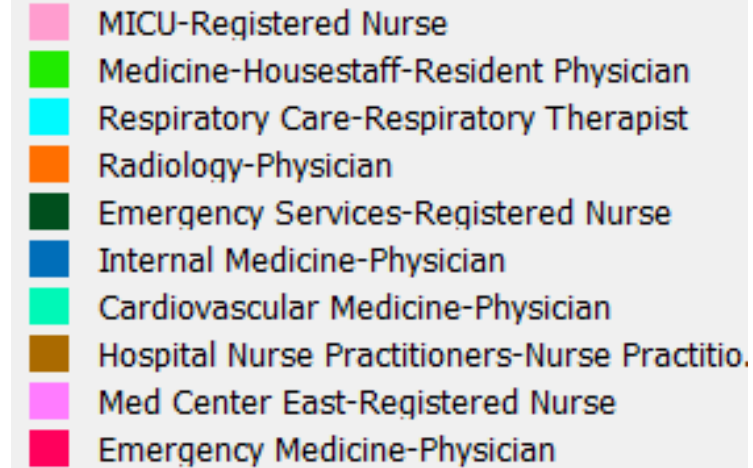 MICU-Registered Nurse
Medicine-Housestaff-Resident Physician
Respiratory Care-Respiratory Therapist
Radiology-Physician
Emergency Services-Registered Nurse
Internal Medicine-Physician
Cardiovascular Medicine-Physician
Hospital Nurse Practitioners-Nurse Practitio.
Med Center East-Registered Nurse
Emergency Medicine-Physician